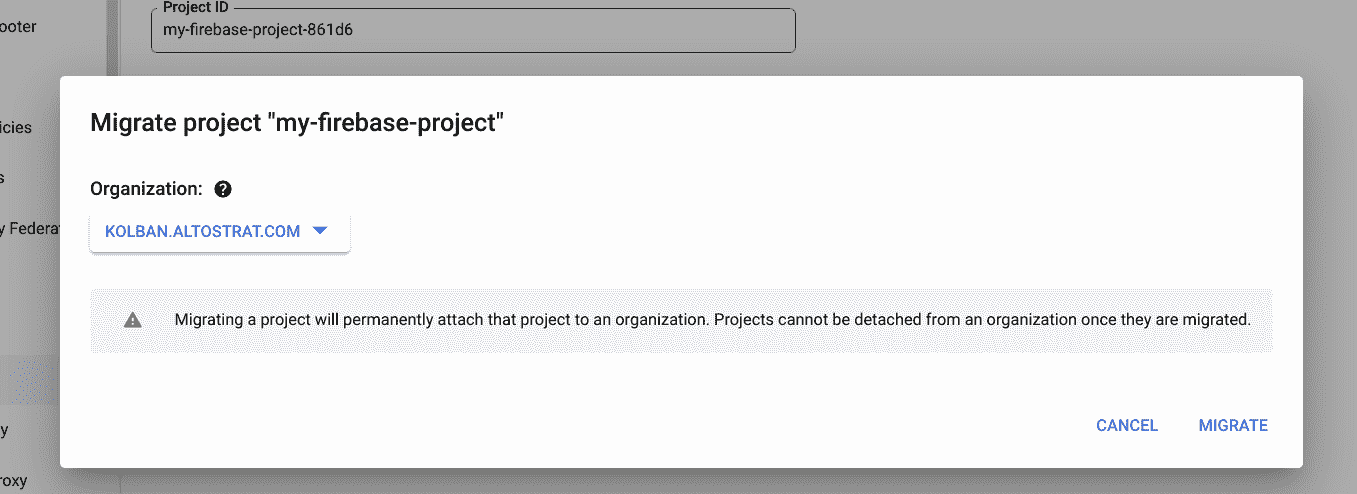 Project ID
ooter
my-firebase-project-861d6
Migrate project "my-firebase-project"
icies
Organization: ?
s
y Federat
KOLBAN.ALTOSTRAT.COM
Migrating a project will permanently attach that project to an organization. Projects cannot be detached from an organization once they are migrated.
CANCEL MIGRATE
y
roxy